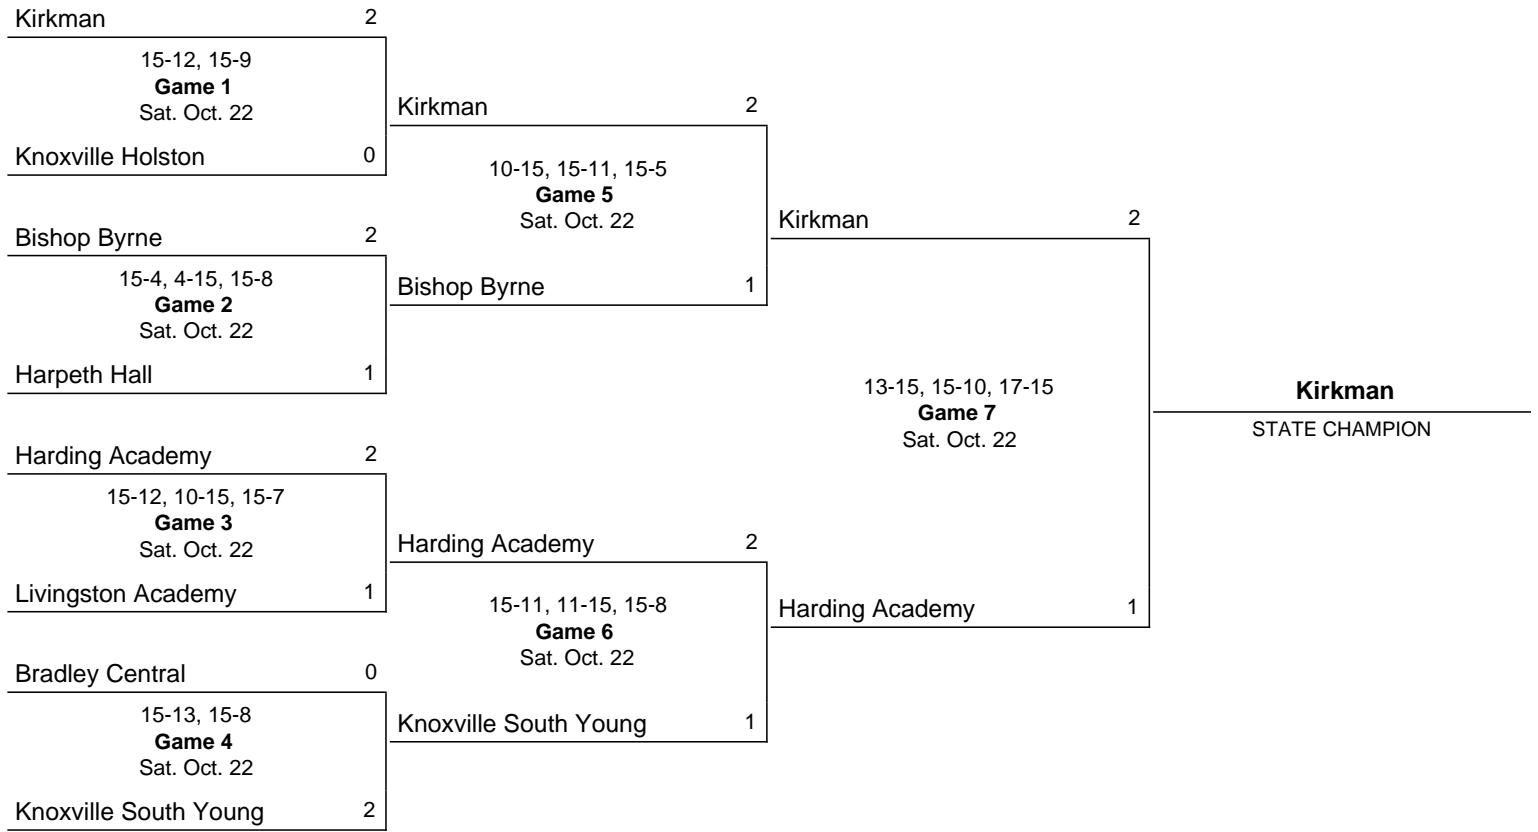 Kirkman 2
15-12, 15-9
Game 1
Sat. Oct. 22
Knoxville Holston 0
Bishop Byrne 2
15-4, 4-15, 15-8
Game 2
Sat. Oct. 22
Harpeth Hall 1
Harding Academy 2
15-12, 10-15, 15-7
Game 3
Sat. Oct. 22
Livingston Academy 1
Bradley Central 0
15-13, 15-8
Game 4
Sat. Oct. 22
Knoxville South Young 2
Kirkman 2
10-15, 15-11, 15-5
Game 5
Sat. Oct. 22
Bishop Byrne 1
Harding Academy 2
15-11, 11-15, 15-8
Game 6
Sat. Oct. 22
Knoxville South Young 1
Kirkman 2
13-15, 15-10, 17-15
Game 7
Sat. Oct. 22
Harding Academy 1
Kirkman
STATE CHAMPION